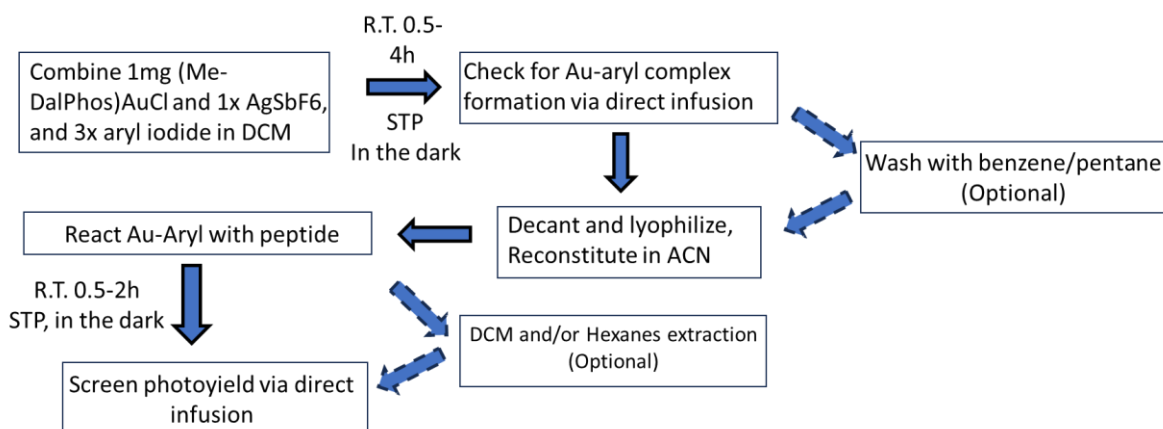 Combine 1mg (Me-
DalPhos)AuCl and 1x AgSbF6,
and 3x aryl iodide in DCM
R.T. 0.5-
4h
STP
In the dark
Check for Au-aryl complex
formation via direct infusion
Wash with benzene/pentane
(Optional)
Decant and lyophilize,
Reconstitute in ACN
React Au-Aryl with peptide
R.T. 0.5-2h
STP, in the dark
DCM and/or Hexanes extraction
(Optional)
Screen photoyield via direct
infusion